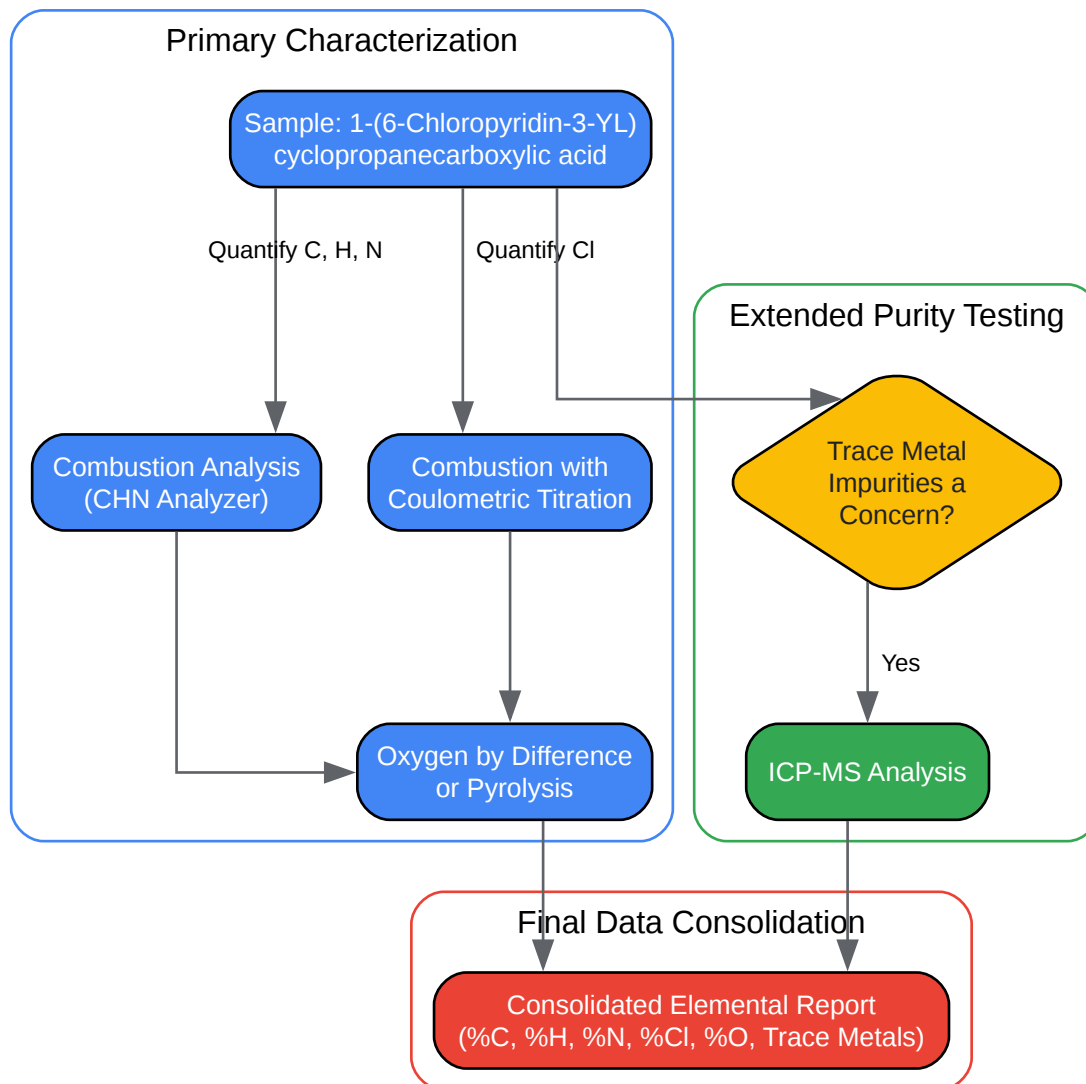 Primary Characterization
Sample: 1-(6-Chloropyridin-3-YL)
cyclopropanecarboxylic acid
Quantify C, H, N
Quantify Cl
Extended Purity Testing
Combustion Analysis
(CHN Analyzer)
Combustion with
Coulometric Titration
Trace Metal
Impurities a
Concern?
Yes
Oxygen by Difference
or Pyrolysis
ICP-MS Analysis
Final Data Consolidation
Consolidated Elemental Report
(%C, %H, %N, %Cl, %O, Trace Metals)